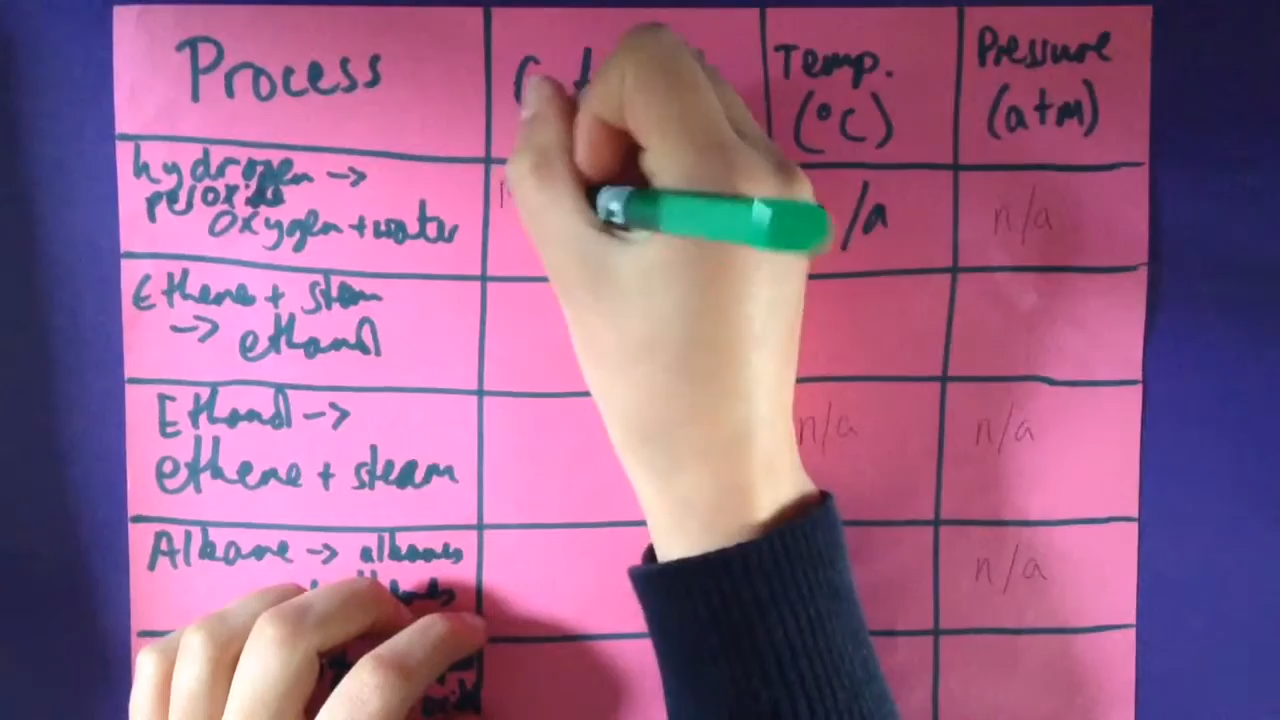 Process
Temp.
(°C)
Pressure
(atm)
hydrogen →
peroxide
oxygen + water
/a
n/a
Ethene + steam
→ ethanol
Ethanol →
ethene + steam
n/a
n/a
Alkane → alkanes
n/a